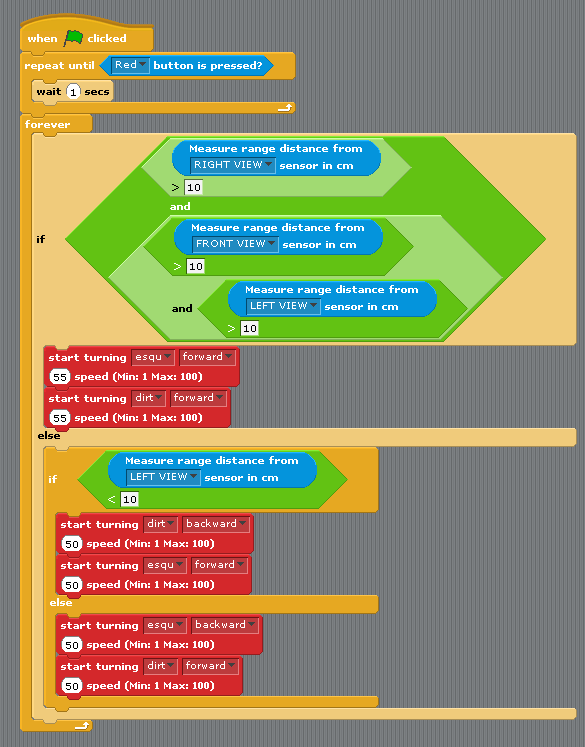 when clicked
repeat until Red button is pressed?
wait 1 secs
forever
Measure range distance from
RIGHT VIEW sensor in cm
> 10
and
if
Measure range distance from
FRONT VIEW sensor in cm
> 10
and
Measure range distance from
LEFT VIEW sensor in cm
> 10
start turning esqu forward
55 speed (Min: 1 Max: 100)
start turning dirt forward
55 speed (Min: 1 Max: 100)
else
if
Measure range distance from
LEFT VIEW sensor in cm
< 10
start turning dirt backward
50 speed (Min: 1 Max: 100)
start turning esqu forward
50 speed (Min: 1 Max: 100)
else
start turning esqu backward
50 speed (Min: 1 Max: 100)
start turning dirt forward
50 speed (Min: 1 Max: 100)